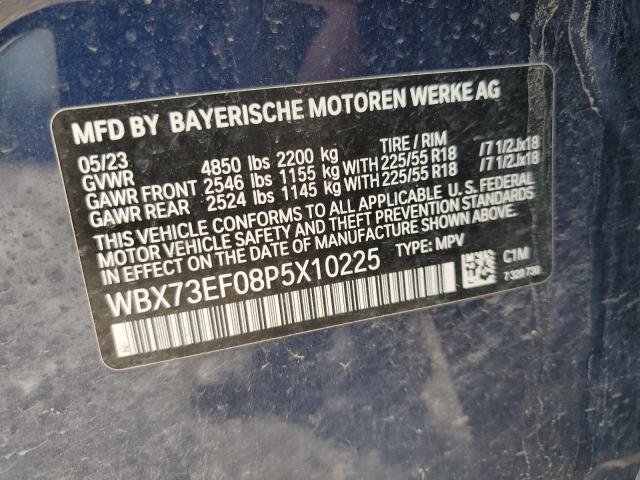 MFD BY BAYERISCHE MOTOREN WERKE AG
05/23 TIRE / RIM
GVWR 4850 lbs 2200 kg
GAWR FRONT 2546 lbs 1155 kg WITH 225/55 R18 /7 1/2Jx18
GAWR REAR 2524 lbs 1145 kg WITH 225/55 R18 /7 1/2Jx18
THIS VEHICLE CONFORMS TO ALL APPLICABLE U.S. FEDERAL
MOTOR VEHICLE SAFETY AND THEFT PREVENTION STANDARDS
IN EFFECT ON THE DATE OF MANUFACTURE SHOWN ABOVE.
WBX73EF08P5X10225 TYPE: MPV
C1M
7 320 730